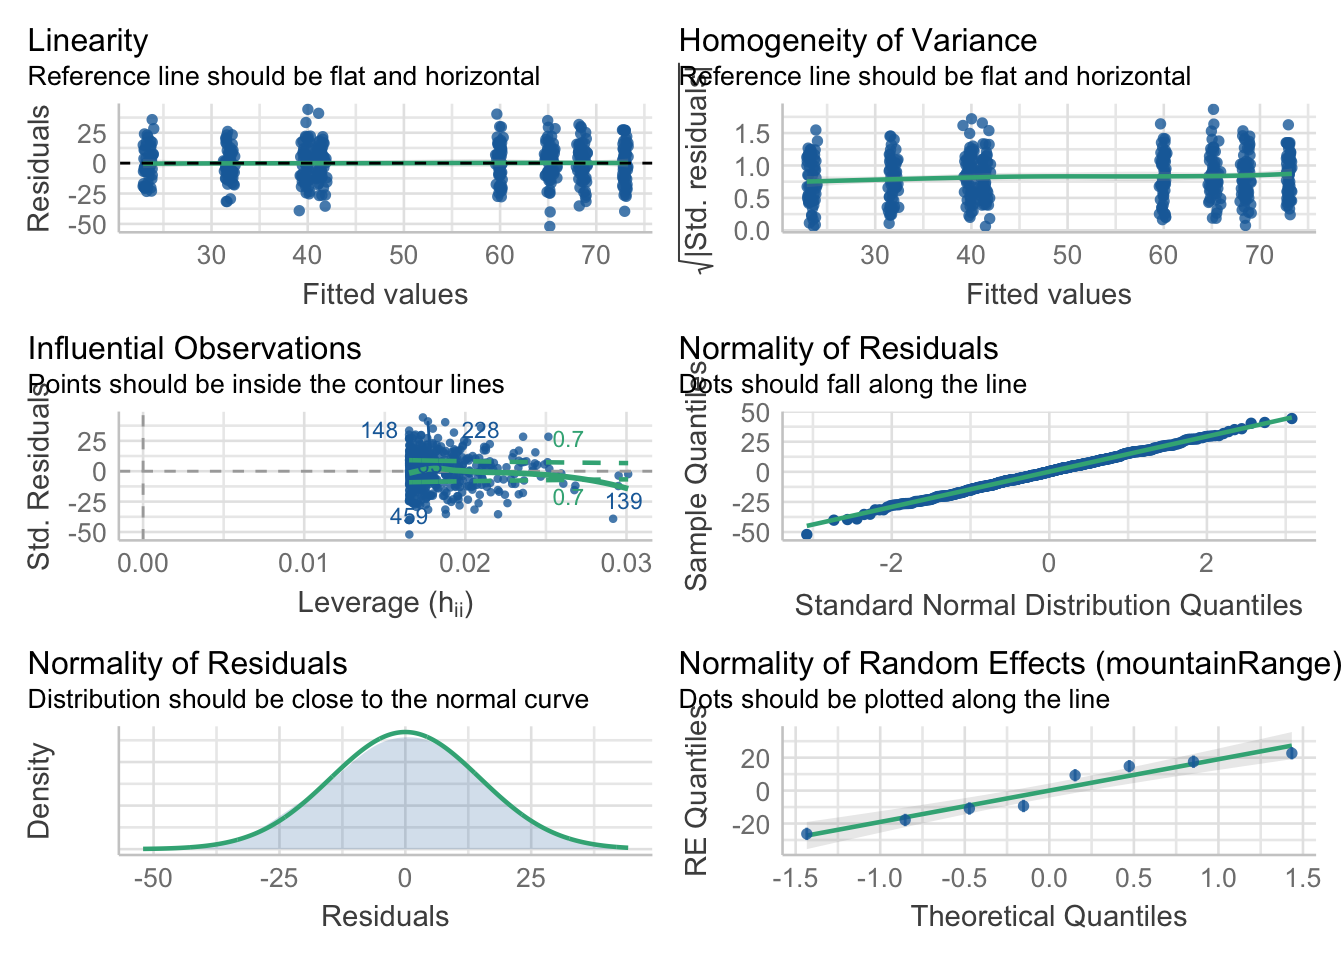 Linearity
Reference line should be flat and horizontal
Residuals
25
0
-25
-50
30
40
50
60
70
Fitted values
Homogeneity of Variance
Reference line should be flat and horizontal
√|Std. residuals|
1.5
1.0
0.5
0.0
30
40
50
60
70
Fitted values
Influential Observations
Points should be inside the contour lines
Std. Residuals
25
0
-25
-50
148
228
0.7
0.7
139
459
0.00
0.01
0.02
0.03
Leverage (hii)
Normality of Residuals
Dots should fall along the line
Sample Quantiles
50
25
0
-25
-50
-2
0
2
Standard Normal Distribution Quantiles
Normality of Residuals
Distribution should be close to the normal curve
Density
-50
-25
0
25
Residuals
Normality of Random Effects (mountainRange)
Dots should be plotted along the line
RE Quantiles
20
0
-20
-1.5
-1.0
-0.5
0.0
0.5
1.0
1.5
Theoretical Quantiles